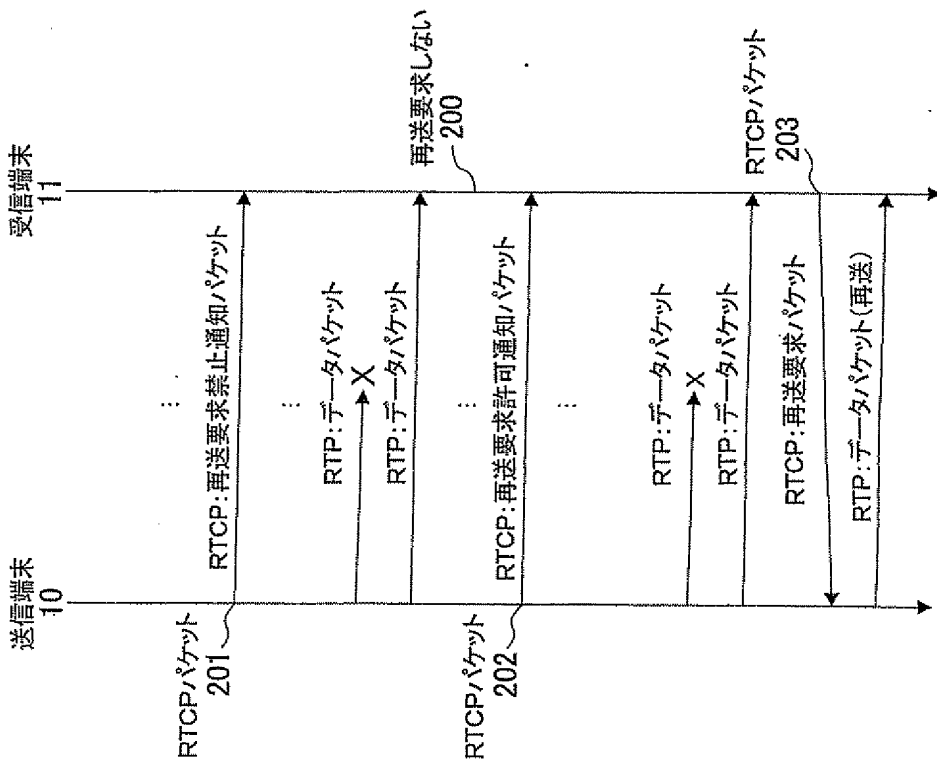 送信端末
10
受信端末
11
RTCPパケット
201
RTCP:再送要求禁止通知パケット
⋮
⋮
RTP:データパケット
X
RTP:データパケット
再送要求しない
200
⋮
RTCPパケット
202
RTCP:再送要求許可通知パケット
⋮
RTP:データパケット
X
RTP:データパケット
RTCPパケット
203
RTCP:再送要求パケット
RTP:データパケット(再送)